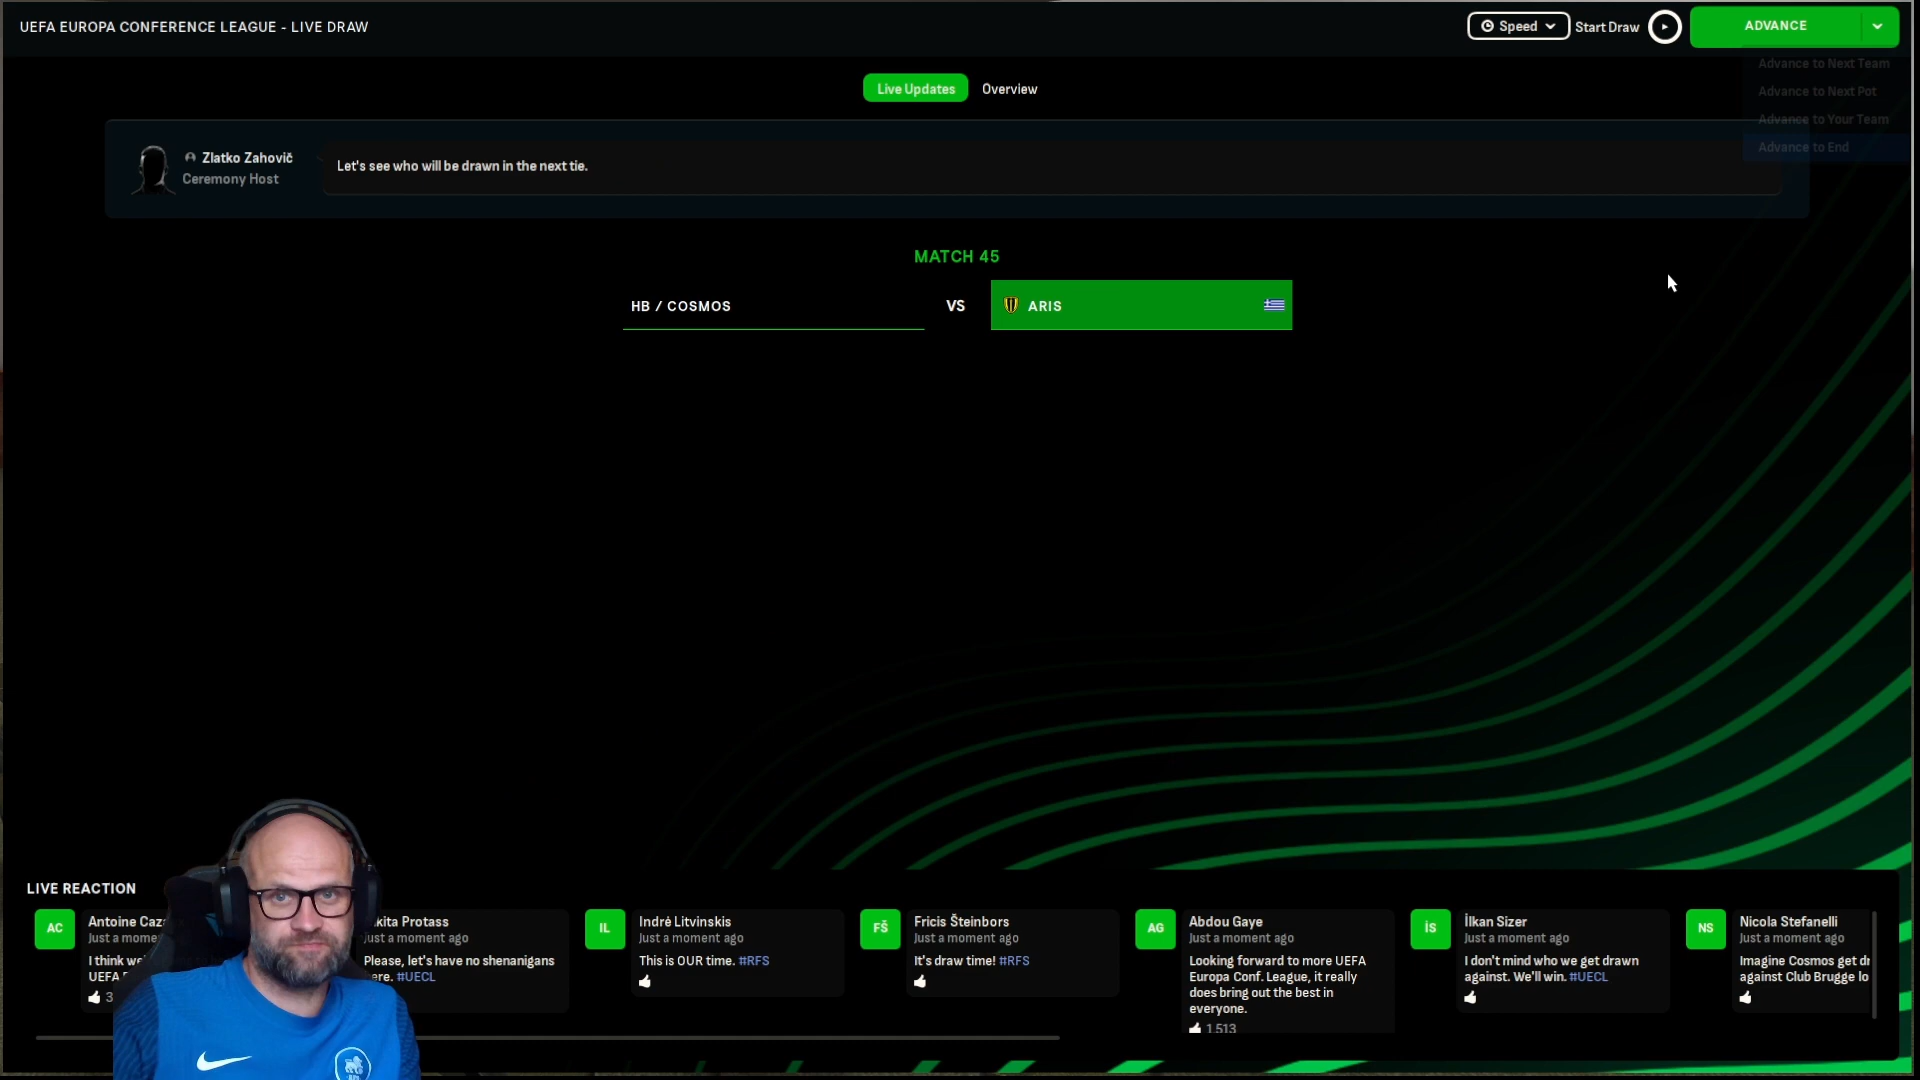 UEFA EUROPA CONFERENCE LEAGUE - LIVE DRAW
Speed
Start Draw
ADVANCE
Advance to Next Team
Advance to Next Pot
Advance to Your Team
Advance to End
Live Updates
Overview
Zlatko Zahovič
Ceremony Host
Let's see who will be drawn in the next tie.
MATCH 45
HB / COSMOS
VS
ARIS
LIVE REACTION
AC
Antoine
Just a
I think
UEFA
3
Protass
Just a moment ago
Please, let's have no shenanigans
#UECL
IL
Indrė Litvinskis
Just a moment ago
This is OUR time. #RFS
FŠ
Fricis Šteinbors
Just a moment ago
It's draw time! #RFS
AG
Abdou Gaye
Just a moment ago
Looking forward to more UEFA
Europa Conf. League, it really
does bring out the best in
everyone.
1,513
İS
İlkan Sizer
Just a moment ago
I don't mind who we get drawn
against. We'll win. #UECL
NS
Nicola Stefanelli
Just a moment ago
Imagine Cosmos get
against Club Brugge